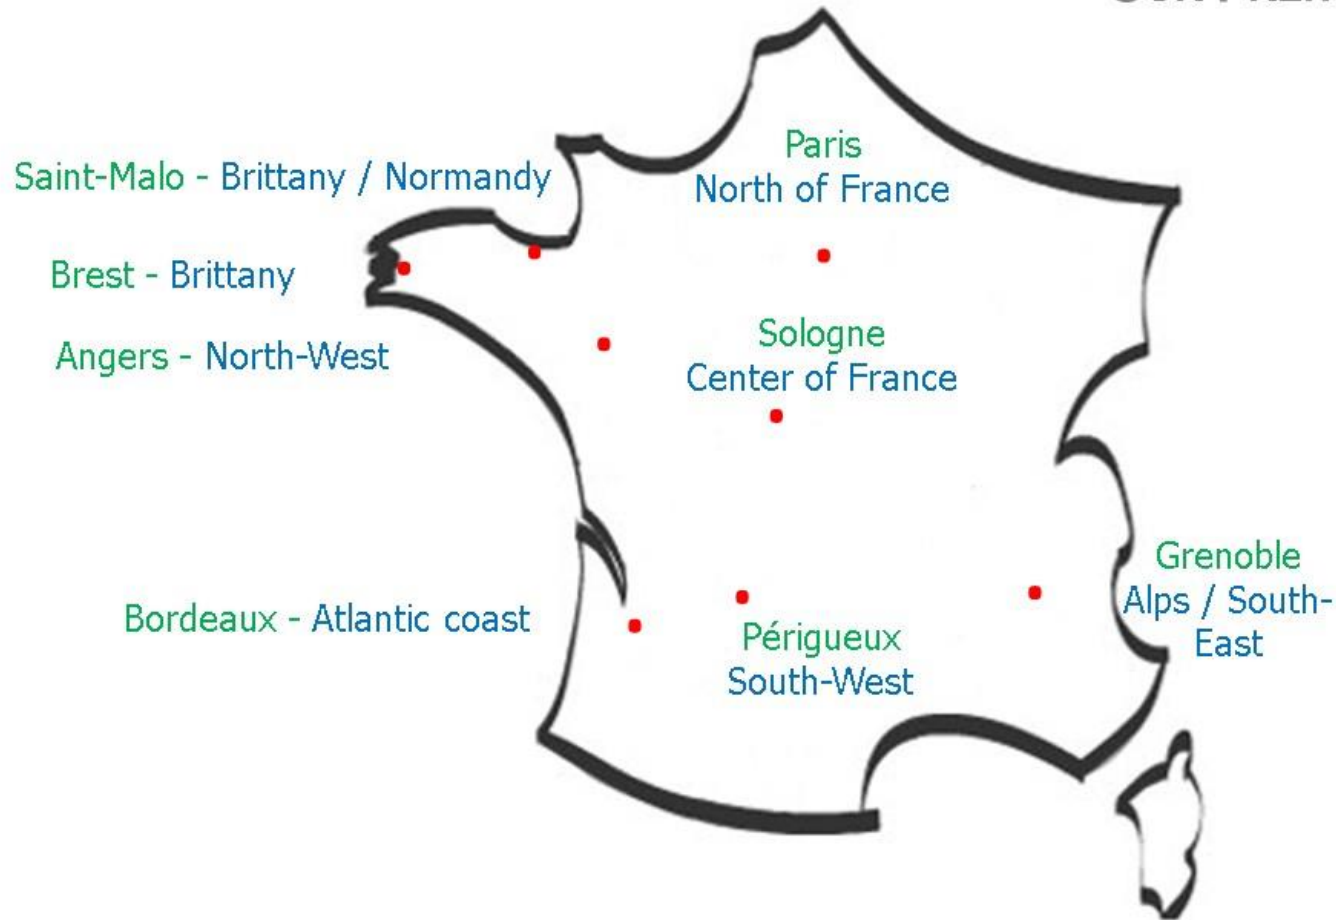 Saint-Malo - Brittany / Normandy
Paris
North of France
Brest - Brittany
Angers - North-West
Sologne
Center of France
Bordeaux - Atlantic coast
Périgueux
South-West
Grenoble
Alps / South-
East